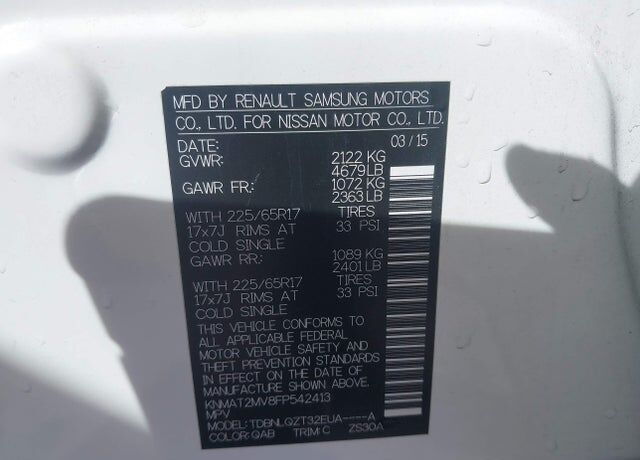 MFD BY RENAULT SAMSUNG MOTORS
CO., LTD. FOR NISSAN MOTOR CO., LTD.
DATE: 03/15
GVWR: 2122 KG
4679 LB
GAWR FR: 1072 KG
2363 LB
WITH 225/65R17 TIRES
17x7J RIMS AT 33 PSI
COLD SINGLE
GAWR RR: 1089 KG
2401 LB
WITH 225/65R17 TIRES
17x7J RIMS AT 33 PSI
COLD SINGLE
THIS VEHICLE CONFORMS TO
ALL APPLICABLE FEDERAL
MOTOR VEHICLE SAFETY AND
THEFT PREVENTION STANDARDS
IN EFFECT ON THE DATE OF
MANUFACTURE SHOWN ABOVE.
KNMAT2MV8FP542413
MPV
MODEL: TDBNLQZT32EUA----A
COLOR: QAB TRIM: C ZS30A